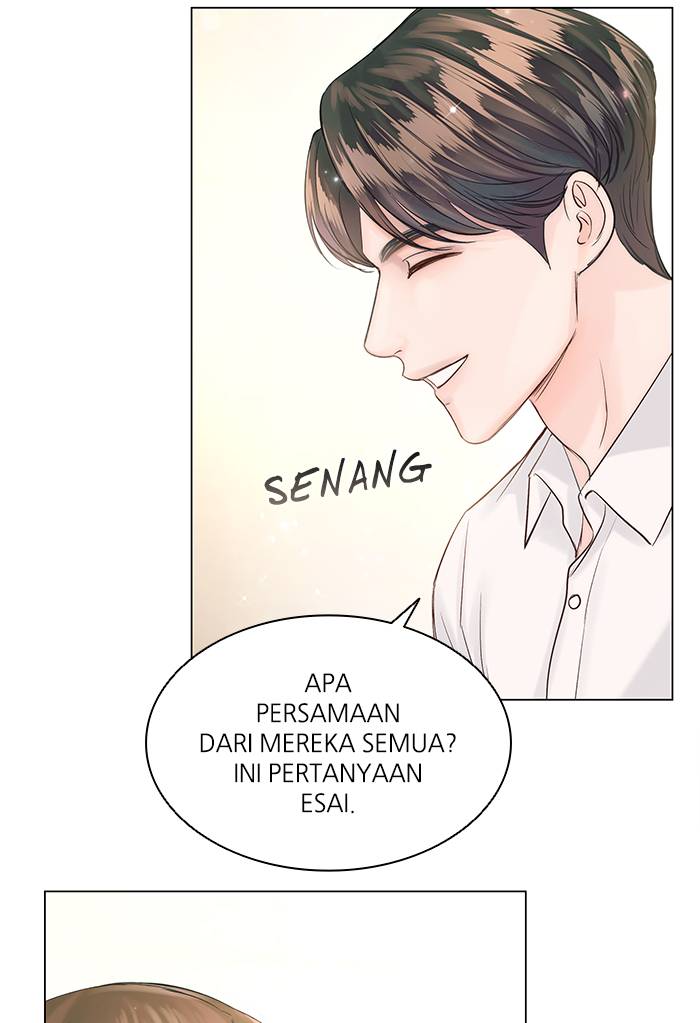 SENANG
APA
PERSAMAAN
DARI MEREKA SEMUA?
INI PERTANYAAN
ESAI.